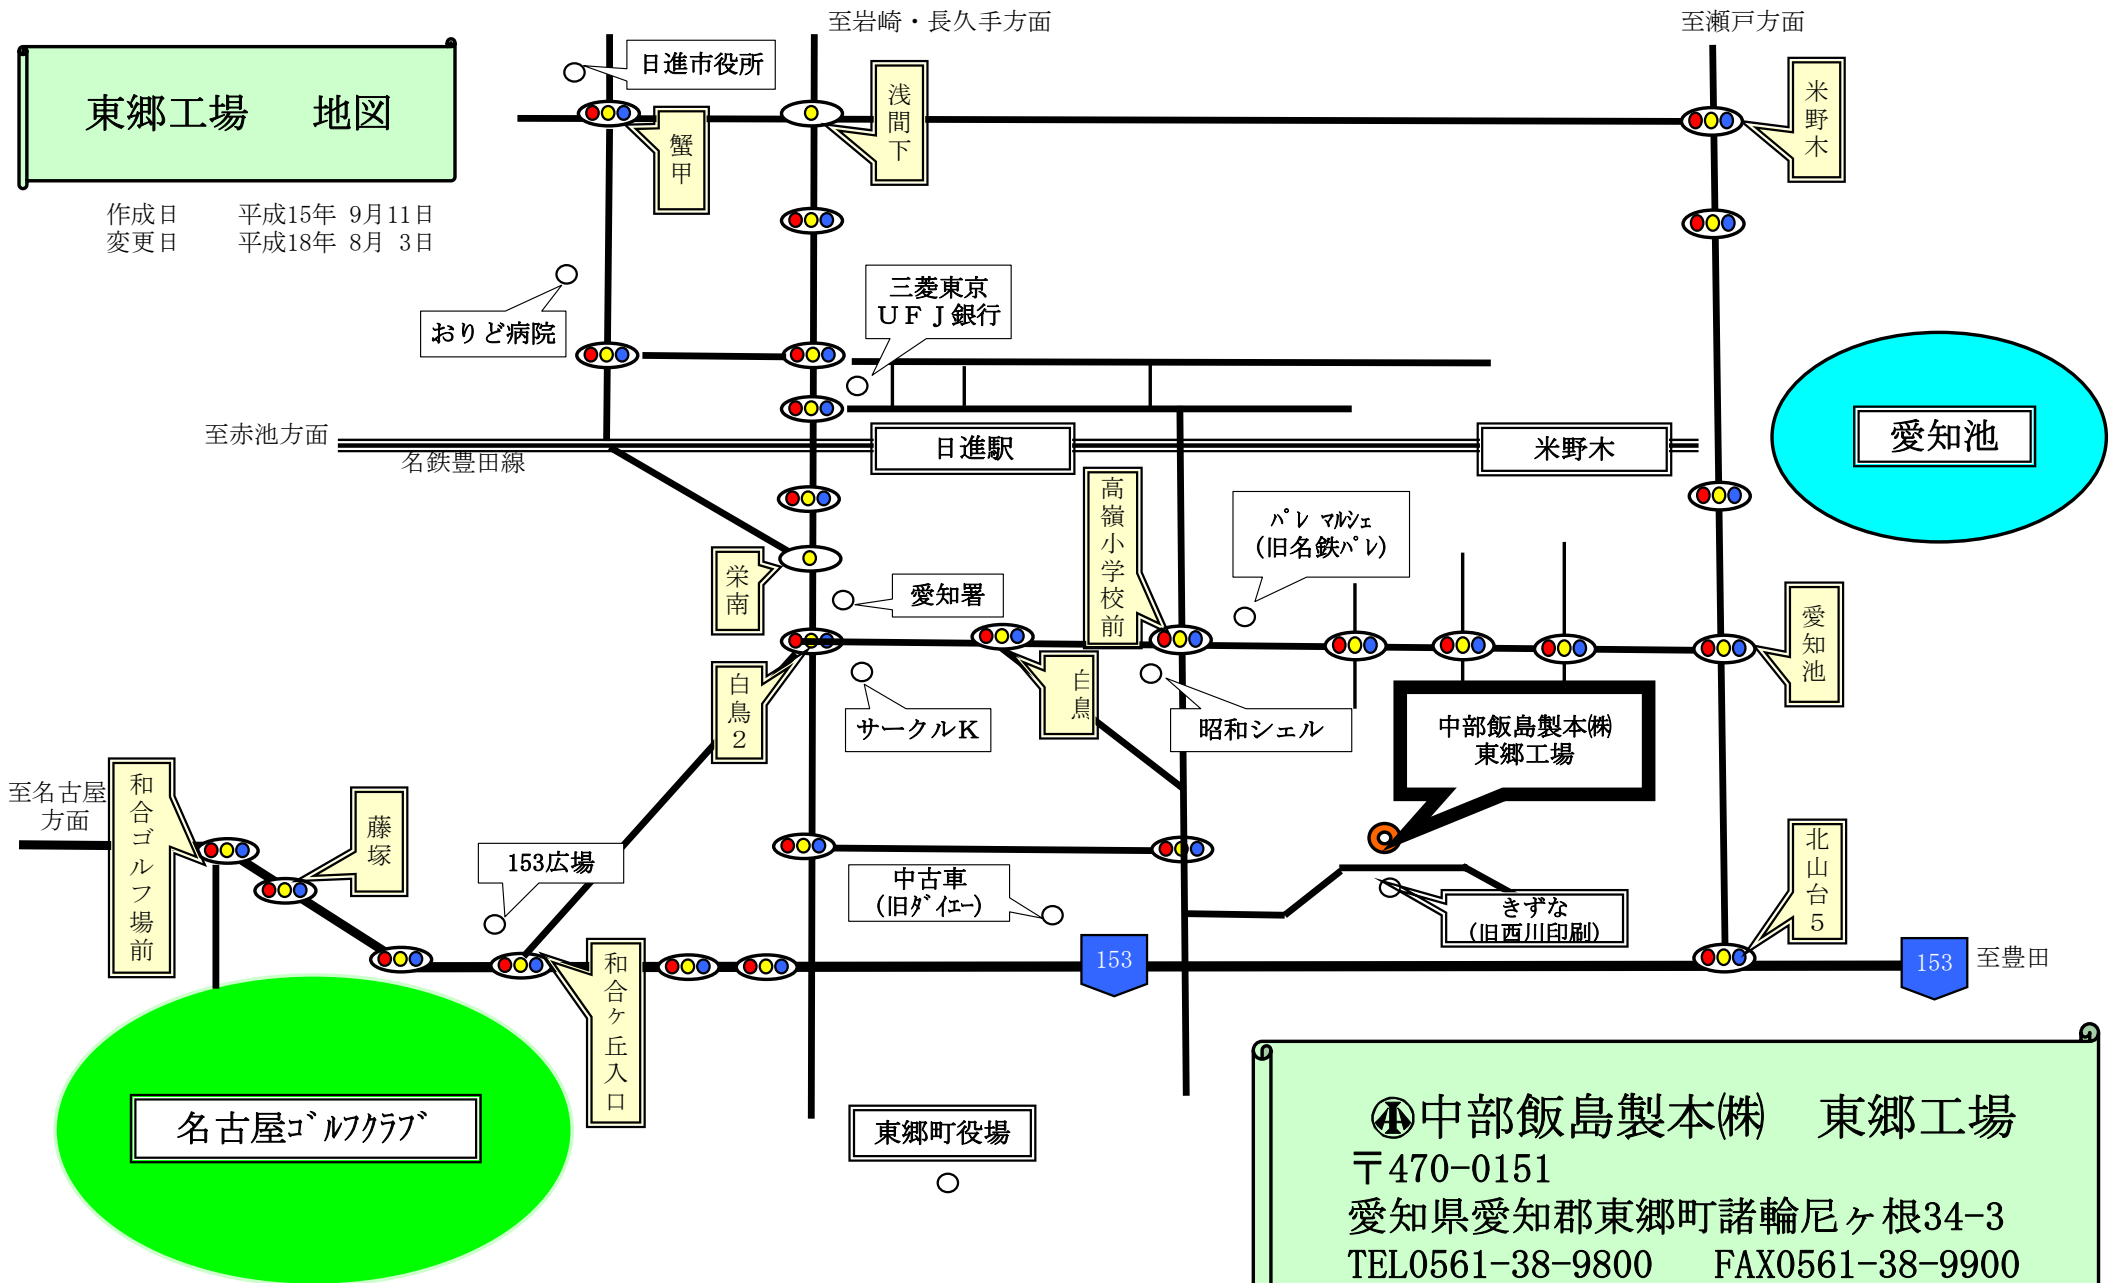 至岩崎・長久手方面
至瀬戸方面
東郷工場 地図
日進市役所
蟹甲
浅間下
米野木
作成日 平成15年 9月11日
変更日 平成18年 8月 3日
おりど病院
三菱東京
ＵＦＪ銀行
至赤池方面
名鉄豊田線
日進駅
米野木
愛知池
高嶺小学校前
ﾊﾟﾚ ﾏﾙｼｪ
(旧名鉄ﾊﾟﾚ)
栄南
愛知署
愛知池
白鳥２
サークルK
白鳥
昭和シェル
中部飯島製本㈱
東郷工場
至名古屋
方面
和合ゴルフ場前
藤塚
153広場
中古車
(旧ﾀﾞｲｴｰ)
きずな
(旧西川印刷)
北山台５
和合ヶ丘入口
153
153
至豊田
名古屋ｺﾞﾙﾌｸﾗﾌﾞ
東郷町役場
中部飯島製本㈱ 東郷工場
〒470-0151
愛知県愛知郡東郷町諸輪尼ヶ根34-3
TEL0561-38-9800 FAX0561-38-9900